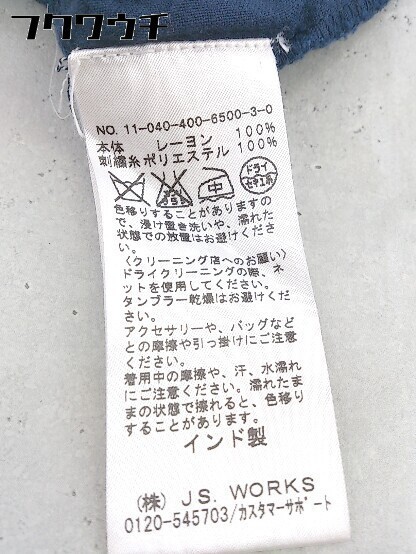 フクウウチ
NO. 11-040-400-6500-3-0
本体 レーヨン 100%
刺繍糸ポリエステル 100%
中 ドライ セキユ系
色移りすることがありますの
で、浸け置き洗いや、濡れた
状態での放置はお避けくださ
い。
〈クリーニング店へのお願い〉
ドライクリーニングの際、ネ
ットを使用してください。
タンブラー乾燥はお避けくだ
さい。
アクセサリーや、バッグなど
との摩擦や引っ掛けにご注意
ください。
着用中の摩擦や、汗、水濡れ
にご注意ください。濡れたま
まの状態で擦れると、色移り
することがあります。
インド製
(株) JS. WORKS
0120-545703/カスタマーサポート